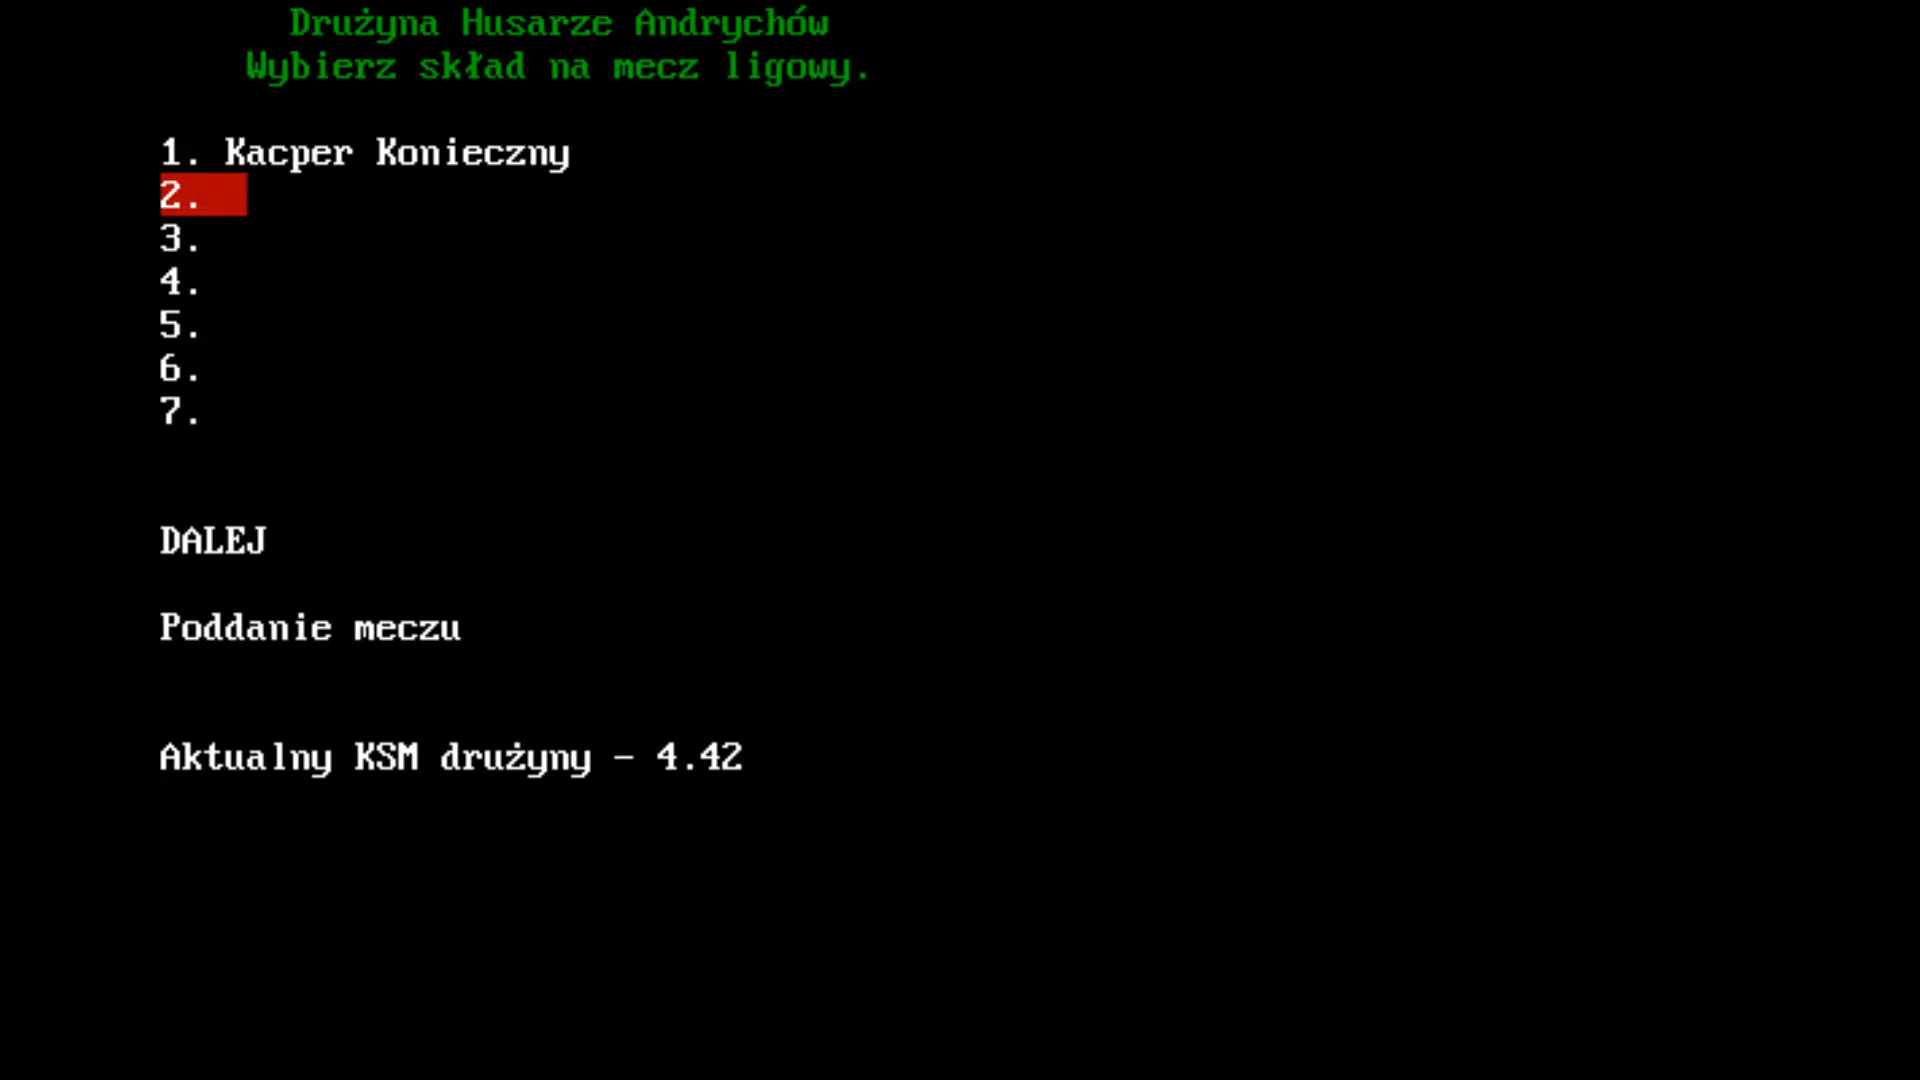 Drużyna Husarze Andrychów
Wybierz skład na mecz ligowy.
1. Kacper Konieczny
2.
3.
4.
5.
6.
7.
DALEJ
Poddanie meczu
Aktualny KSM drużyny - 4.42